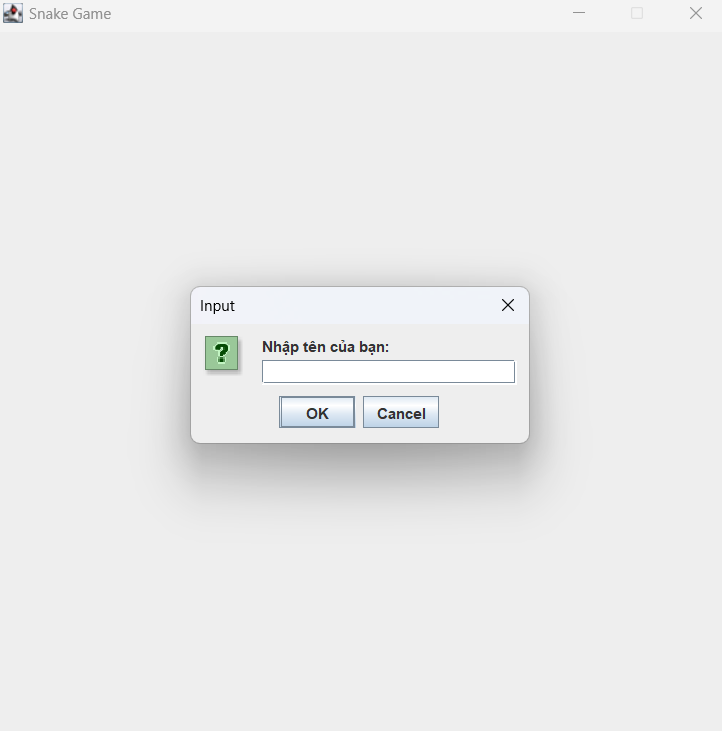 Snake Game
Input
?
Nhập tên của bạn:
OK
Cancel